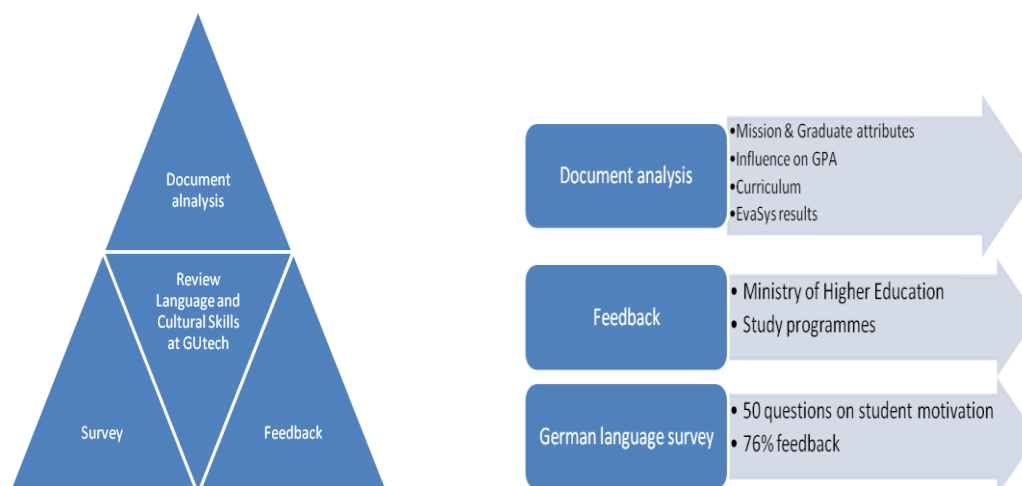 Document
alnalysis
Review
Language and
Cultural Skills
at GUtech
Survey
Feedback
Document analysis
•Mission & Graduate attributes
•Influence on GPA
•Curriculum
•EvaSys results
Feedback
• Ministry of Higher Education
• Study programmes
German language survey
• 50 questions on student motivation
• 76% feedback